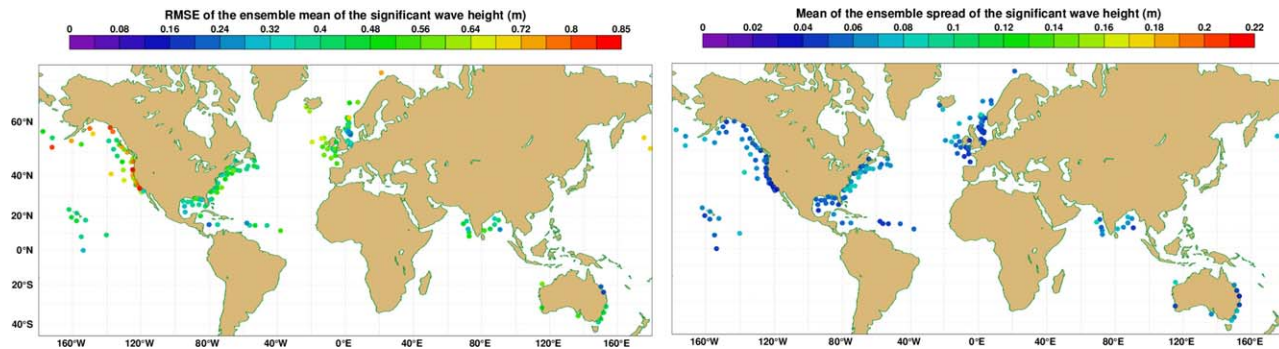 RMSE of the ensemble mean of the significant wave height (m)
0 0.08 0.16 0.24 0.32 0.4 0.48 0.56 0.64 0.72 0.8 0.85
60°N
40°N
20°N
0°N
20°S
40°S
160°W 120°W 80°W 40°W 0°E 40°E 80°E 120°E 160°E
Mean of the ensemble spread of the significant wave height (m)
0 0.02 0.04 0.06 0.08 0.1 0.12 0.14 0.16 0.18 0.2 0.22
160°W 120°W 80°W 40°W 0°E 40°E 80°E 120°E 160°E